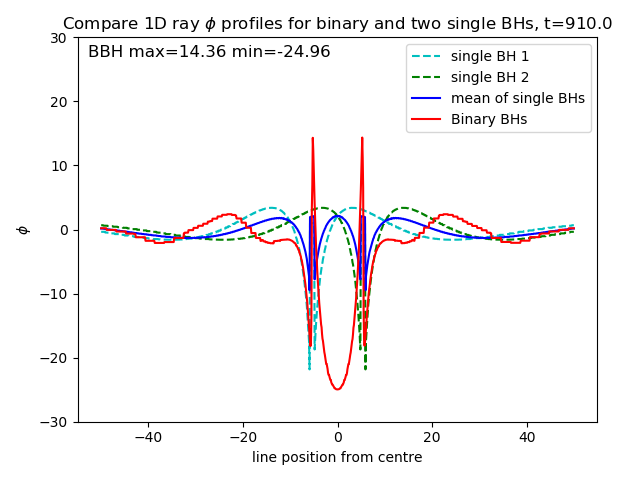 Compare 1D ray ϕ profiles for binary and two single BHs, t=910.0
BBH max=14.36 min=-24.96
single BH 1
single BH 2
mean of single BHs
Binary BHs
30
20
10
0
−10
−20
−30
ϕ
−40
−20
0
20
40
line position from centre